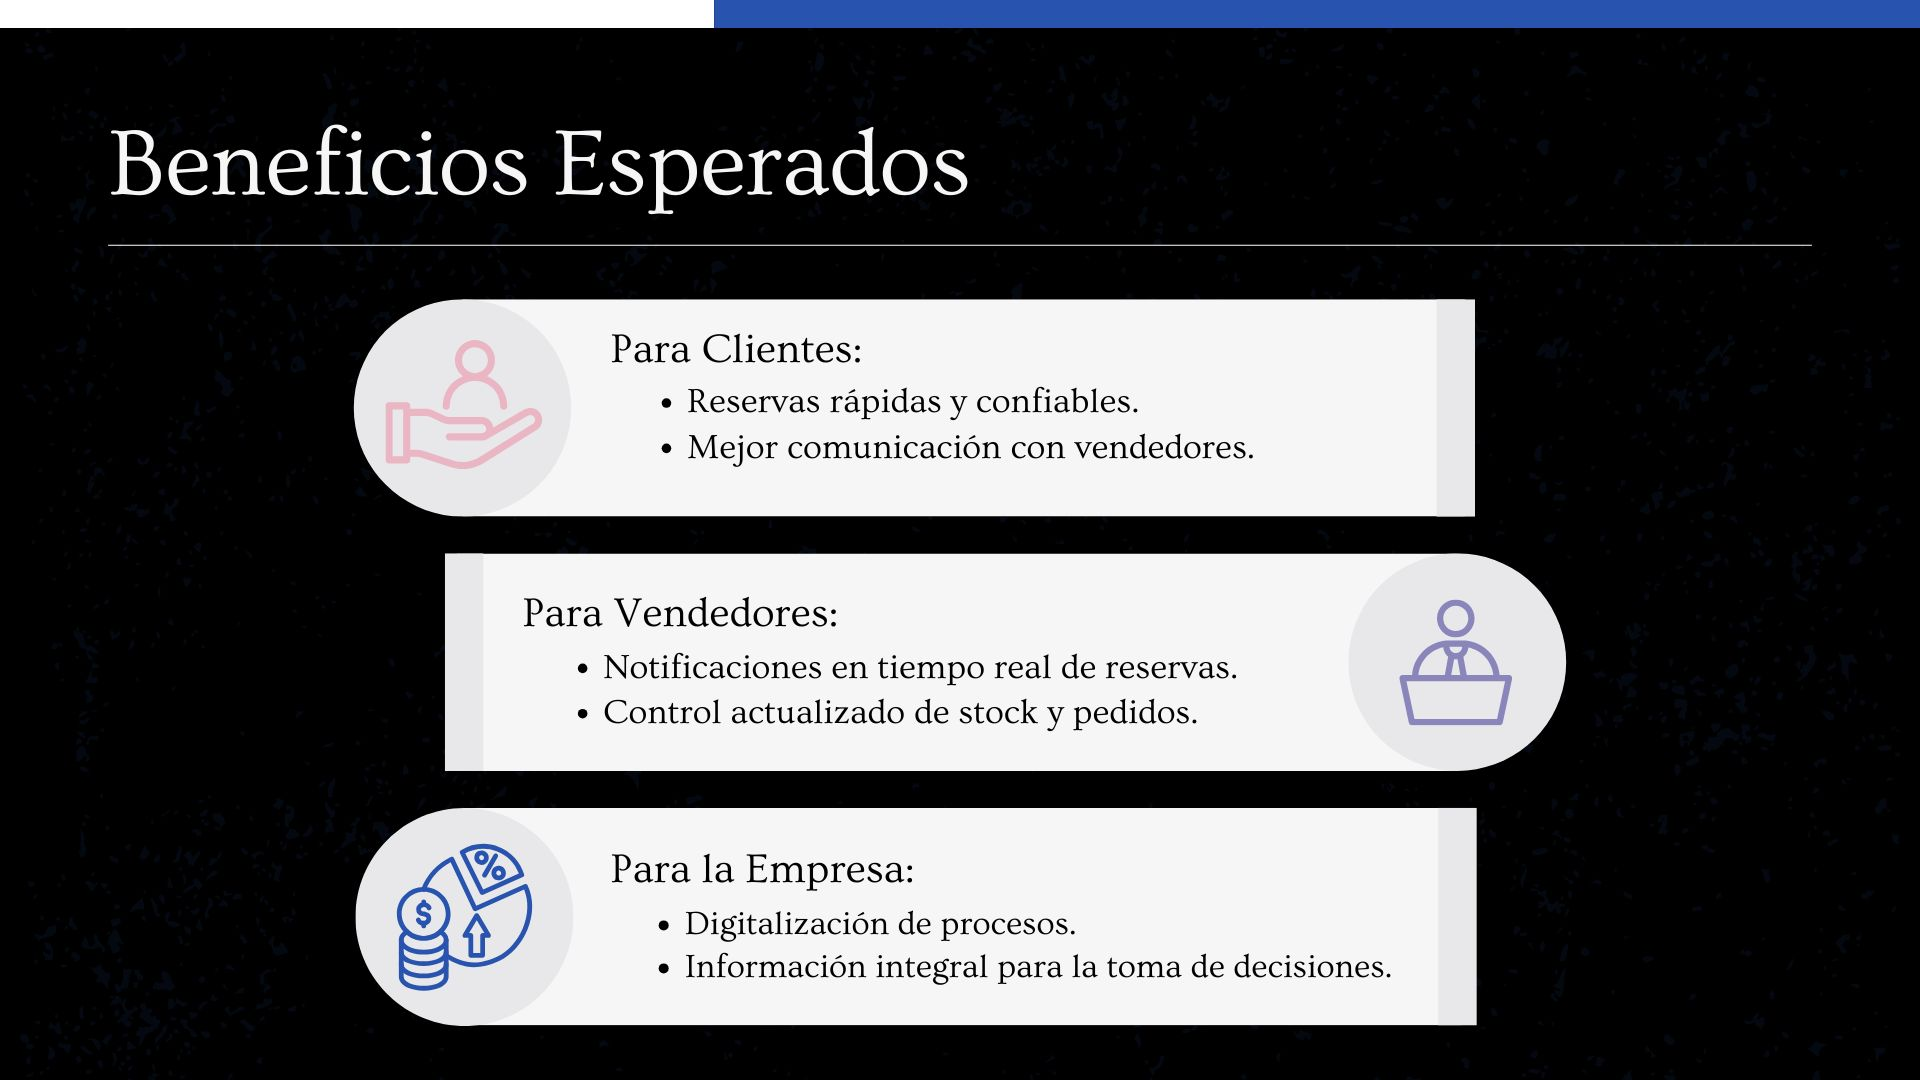 Beneficios Esperados
Para Clientes:
• Reservas rápidas y confiables.
• Mejor comunicación con vendedores.
Para Vendedores:
• Notificaciones en tiempo real de reservas.
• Control actualizado de stock y pedidos.
Para la Empresa:
• Digitalización de procesos.
• Información integral para la toma de decisiones.
%
$